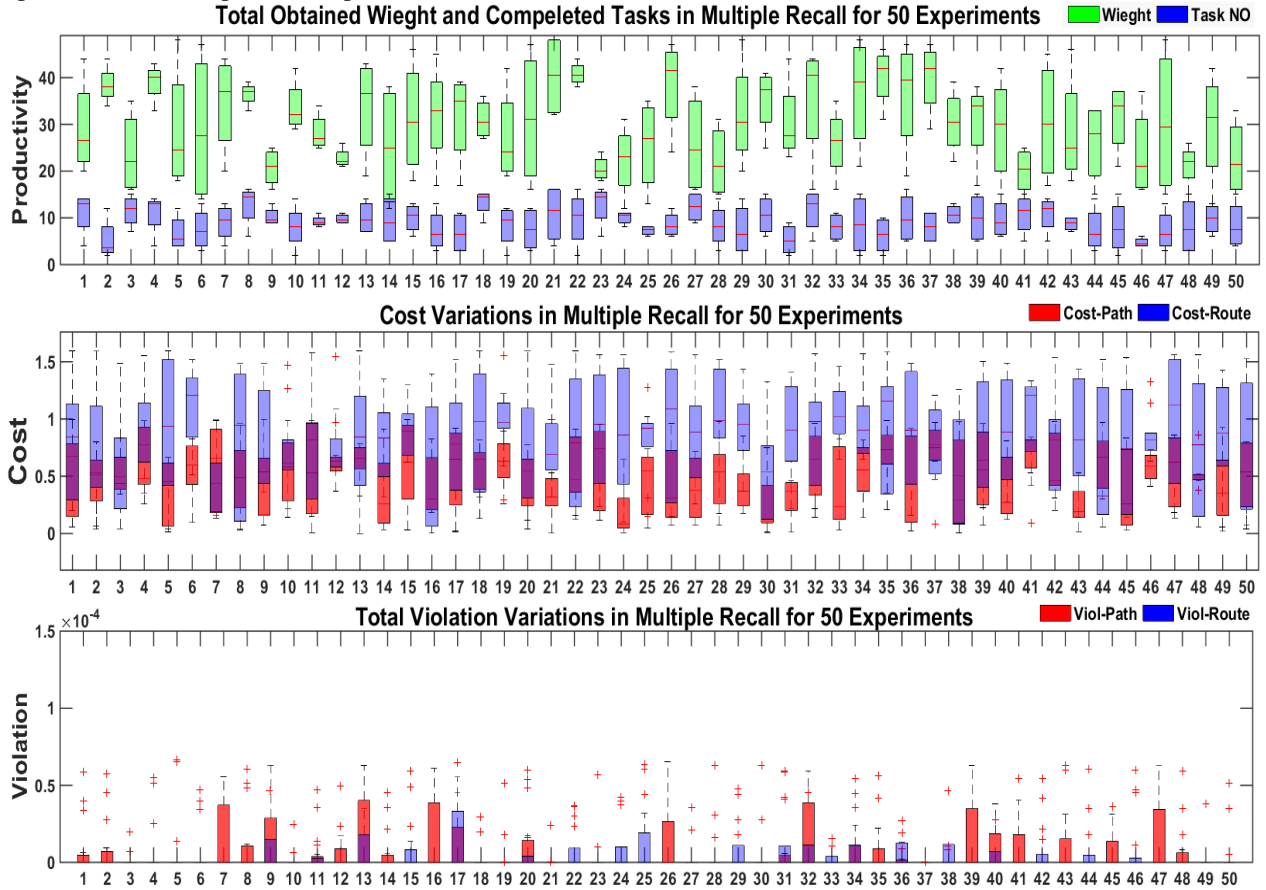 Total Obtained Wieght and Compeleted Tasks in Multiple Recall for 50 Experiments
Wieght Task NO
Productivity
40
30
20
10
0
1 2 3 4 5 6 7 8 9 10 11 12 13 14 15 16 17 18 19 20 21 22 23 24 25 26 27 28 29 30 31 32 33 34 35 36 37 38 39 40 41 42 43 44 45 46 47 48 49 50
Cost Variations in Multiple Recall for 50 Experiments
Cost-Path Cost-Route
Cost
1.5
1
0.5
0
1 2 3 4 5 6 7 8 9 10 11 12 13 14 15 16 17 18 19 20 21 22 23 24 25 26 27 28 29 30 31 32 33 34 35 36 37 38 39 40 41 42 43 44 45 46 47 48 49 50
×10⁻⁴
Total Violation Variations in Multiple Recall for 50 Experiments
Viol-Path Viol-Route
Violation
1.5
1
0.5
0
1 2 3 4 5 6 7 8 9 10 11 12 13 14 15 16 17 18 19 20 21 22 23 24 25 26 27 28 29 30 31 32 33 34 35 36 37 38 39 40 41 42 43 44 45 46 47 48 49 50